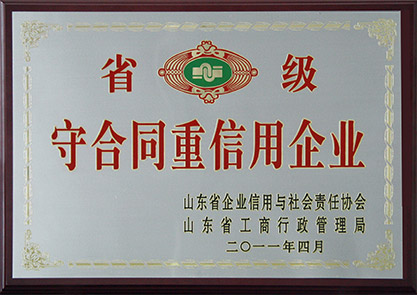 省级
守合同重信用企业
山东省企业信用与社会责任协会
山东省工商行政管理局
二〇一一年四月